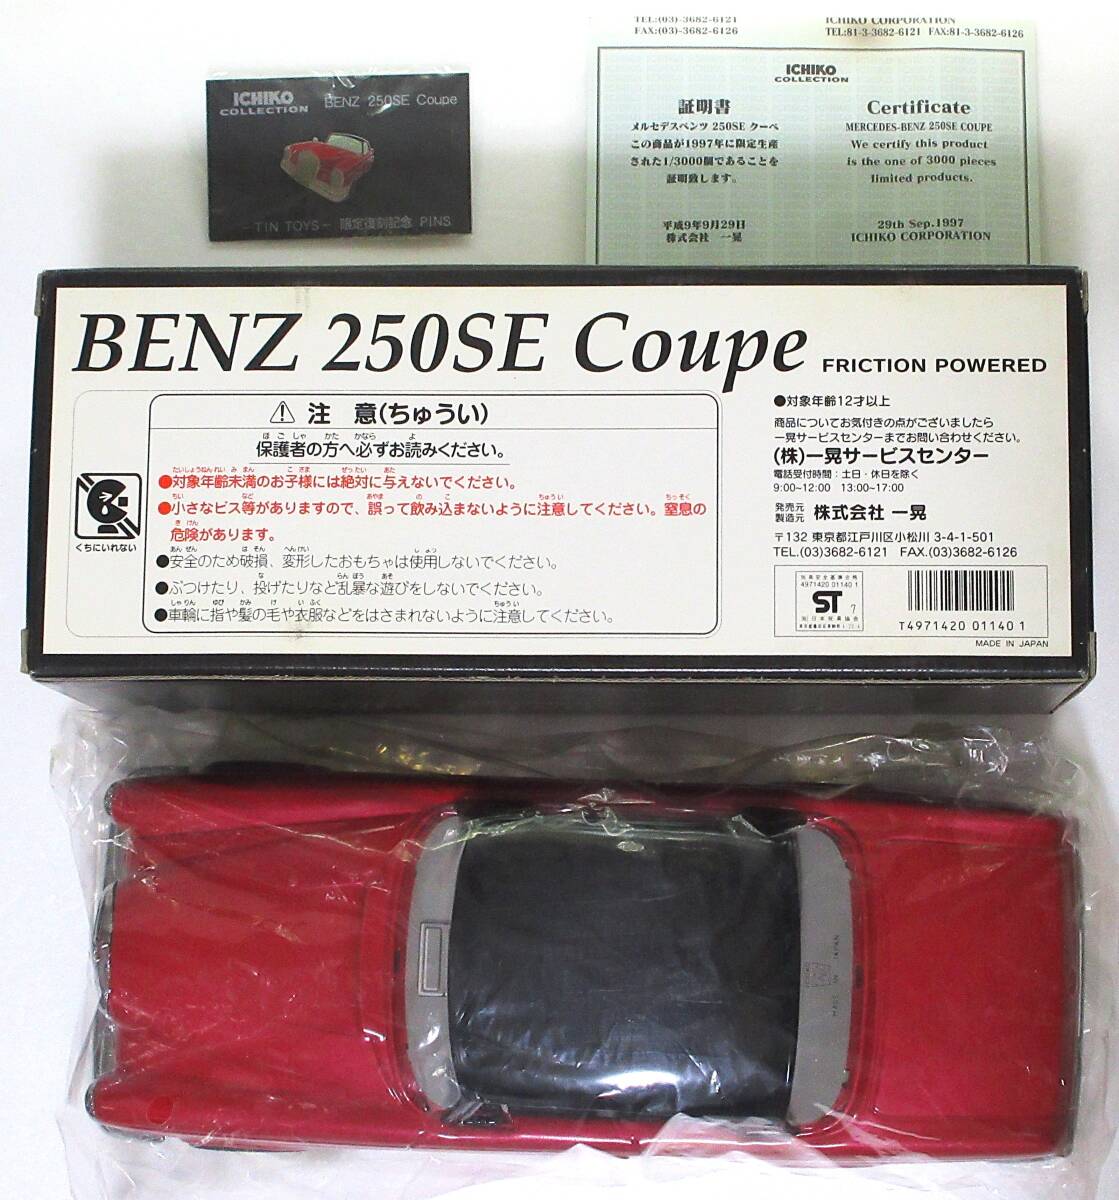 ICHIKO
COLLECTION
BENZ 250SE Coupe
-TIN TOYS- 限定復刻記念 PINS
TEL:(03)-3682-6121
FAX:(03)-3682-6126
ICHIKO CORPORATION
TEL:81-3-3682-6121 FAX:81-3-3682-6126
ICHIKO
COLLECTION
証明書
メルセデスベンツ 250SE クーペ
この商品が1997年に限定生産
された1/3000個であることを
証明致します。
平成9年9月29日
株式会社 一晃
Certificate
MERCEDES-BENZ 250SE COUPE
We certify this product
is the one of 3000 pieces
limited products.
29th Sep.1997
ICHIKO CORPORATION
BENZ 250SE Coupe FRICTION POWERED
くちにいれない
⚠ 注 意(ちゅうい)
保護者の方へ必ずお読みください。
●対象年齢未満のお子様には絶対に与えないでください。
●小さなビス等がありますので、誤って飲み込まないように注意してください。窒息の
危険があります。
●安全のため破損、変形したおもちゃは使用しないでください。
●ぶつけたり、投げたりなど乱暴な遊びをしないでください。
●車輪に指や髪の毛や衣服などをはさまれないように注意してください。
●対象年齢12才以上
商品についてお気付きの点がございましたら
一晃サービスセンターまでお問い合わせください。
(株)一晃サービスセンター
電話受付時間:土日・休日を除く
9:00~12:00 13:00~17:00
発売元
製造元 株式会社 一晃
〒132 東京都江戸川区小松川 3-4-1-501
TEL.(03)3682-6121 FAX.(03)3682-6126
玩具安全基準合格
4971420 01140 1
ST 7
(社)日本玩具協会
T4971420 01140 1
MADE IN JAPAN
MADE IN JAPAN